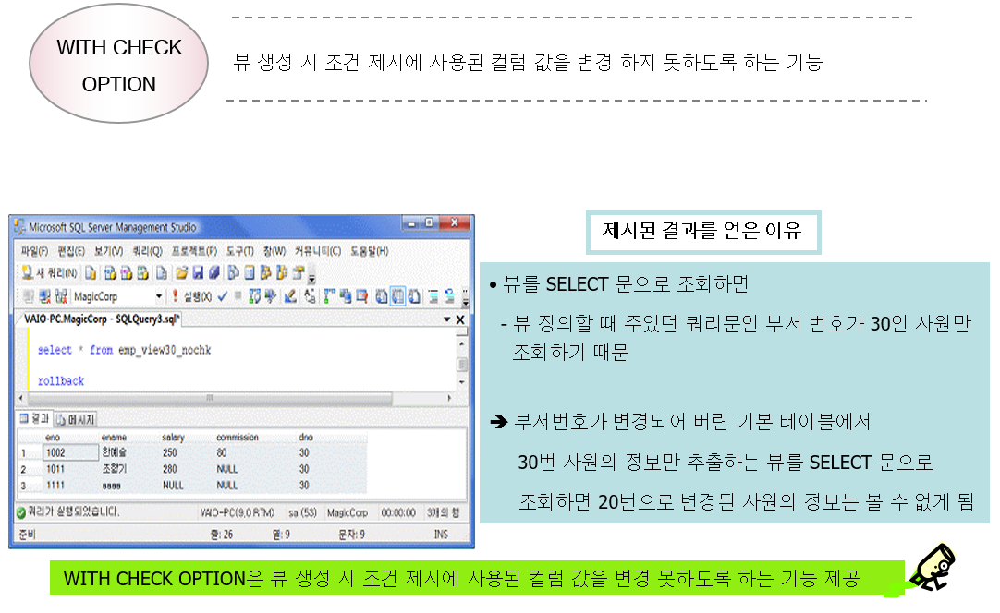 WITH CHECK
OPTION
뷰 생성 시 조건 제시에 사용된 컬럼 값을 변경 하지 못하도록 하는 기능
Microsoft SQL Server Management Studio
파일(F) 편집(E) 보기(V) 쿼리(Q) 프로젝트(P) 도구(T) 창(W) 커뮤니티(C) 도움말(H)
새 쿼리(N)
MagicCorp 실행(X)
VAIO-PC.MagicCorp - SQLQuery3.sql*
select * from emp_view30_nochk
rollback
결과 메시지
eno ename salary commission dno
1 1002 한예슬 250 80 30
2 1011 조향기 280 NULL 30
3 1111 aaaa NULL NULL 30
쿼리가 실행되었습니다. VAIO-PC(9,0 RTM) sa (53) MagicCorp 00:00:00 3개의 행
준비 줄: 26 열: 9 문자: 9 INS
제시된 결과를 얻은 이유
• 뷰를 SELECT 문으로 조회하면
- 뷰 정의할 때 주었던 쿼리문인 부서 번호가 30인 사원만
조회하기 때문
➔ 부서번호가 변경되어 버린 기본 테이블에서
30번 사원의 정보만 추출하는 뷰를 SELECT 문으로
조회하면 20번으로 변경된 사원의 정보는 볼 수 없게 됨
WITH CHECK OPTION은 뷰 생성 시 조건 제시에 사용된 컬럼 값을 변경 못하도록 하는 기능 제공